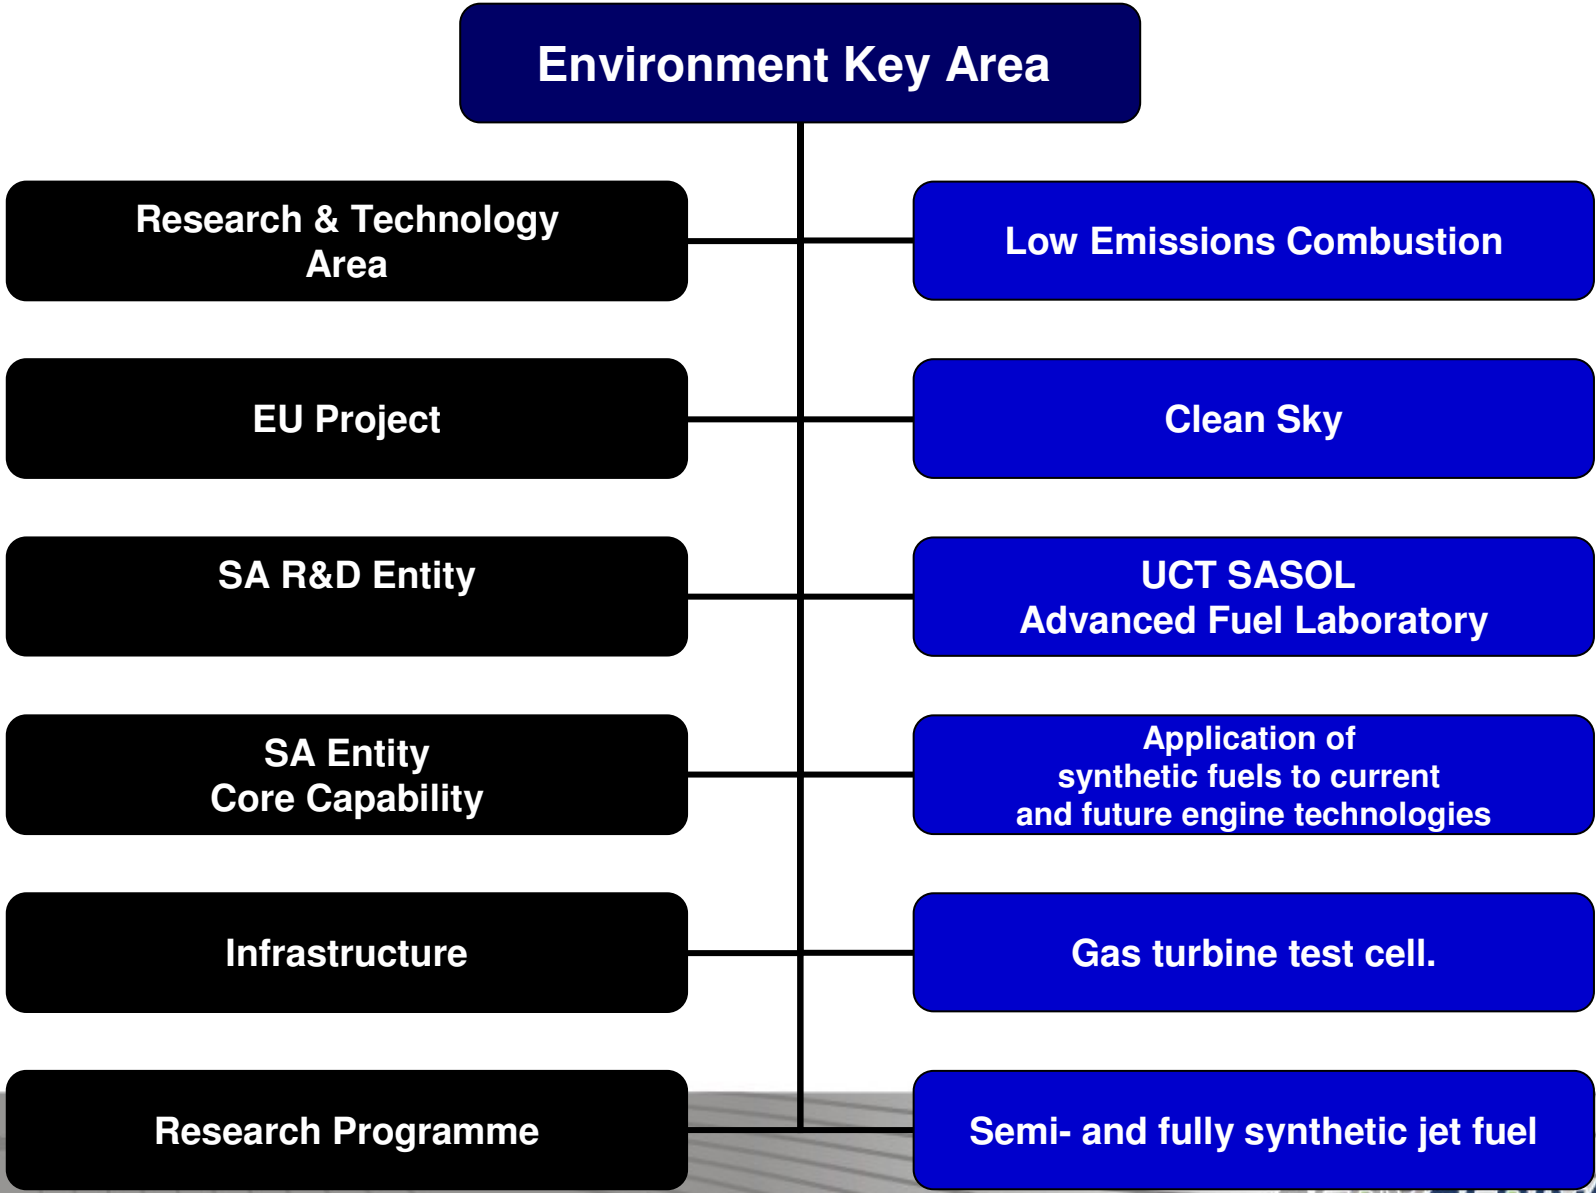 Environment Key Area
Research & Technology
Area
Low Emissions Combustion
EU Project
Clean Sky
SA R&D Entity
UCT SASOL
Advanced Fuel Laboratory
SA Entity
Core Capability
Application of
synthetic fuels to current
and future engine technologies
Infrastructure
Gas turbine test cell.
Research Programme
Semi- and fully synthetic jet fuel